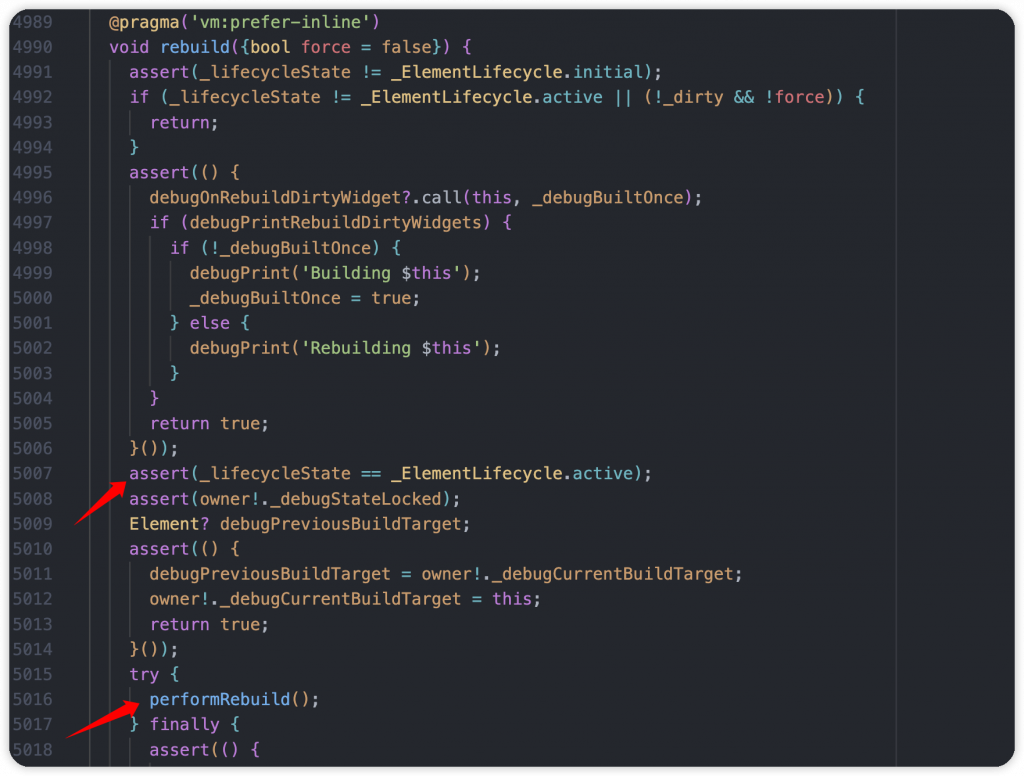 4989 @pragma('vm:prefer-inline')
4990 void rebuild({bool force = false}) {
4991 assert(_lifecycleState != _ElementLifecycle.initial);
4992 if (_lifecycleState != _ElementLifecycle.active || (!_dirty && !force)) {
4993 return;
4994 }
4995 assert(() {
4996 debugOnRebuildDirtyWidget?.call(this, _debugBuiltOnce);
4997 if (debugPrintRebuildDirtyWidgets) {
4998 if (!_debugBuiltOnce) {
4999 debugPrint('Building $this');
5000 _debugBuiltOnce = true;
5001 } else {
5002 debugPrint('Rebuilding $this');
5003 }
5004 }
5005 return true;
5006 }());
5007 assert(_lifecycleState == _ElementLifecycle.active);
5008 assert(owner!._debugStateLocked);
5009 Element? debugPreviousBuildTarget;
5010 assert(() {
5011 debugPreviousBuildTarget = owner!._debugCurrentBuildTarget;
5012 owner!._debugCurrentBuildTarget = this;
5013 return true;
5014 }());
5015 try {
5016 performRebuild();
5017 } finally {
5018 assert(() {